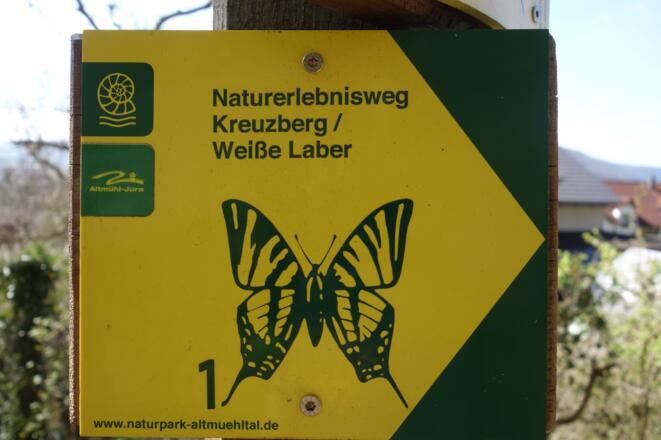 Naturerlebnisweg
Kreuzberg /
Weiße Laber
Altmühl-Jura
1
www.naturpark-altmuehltal.de